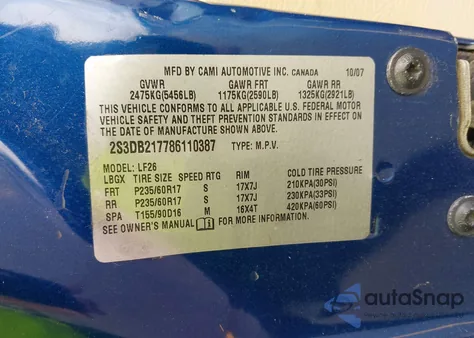 MFD BY CAMI AUTOMOTIVE INC. CANADA 10/07
GVWR GAWR FRT GAWR RR
2475KG(5456LB) 1175KG(2590LB) 1325KG(2921LB)
THIS VEHICLE CONFORMS TO ALL APPLICABLE U.S. FEDERAL MOTOR
VEHICLE SAFETY AND THEFT PREVENTION STANDARDS IN EFFECT ON
THE DATE OF MANUFACTURE SHOWN ABOVE.
2S3DB217786110387 TYPE: M.P.V.
MODEL: LF26
LBGX TIRE SIZE SPEED RTG RIM COLD TIRE PRESSURE
FRT P235/60R17 S 17X7J 210KPA(30PSI)
RR P235/60R17 S 17X7J 230KPA(33PSI)
SPA T155/90D16 M 16X4T 420KPA(60PSI)
SEE OWNER'S MANUAL FOR MORE INFORMATION
autoSnap